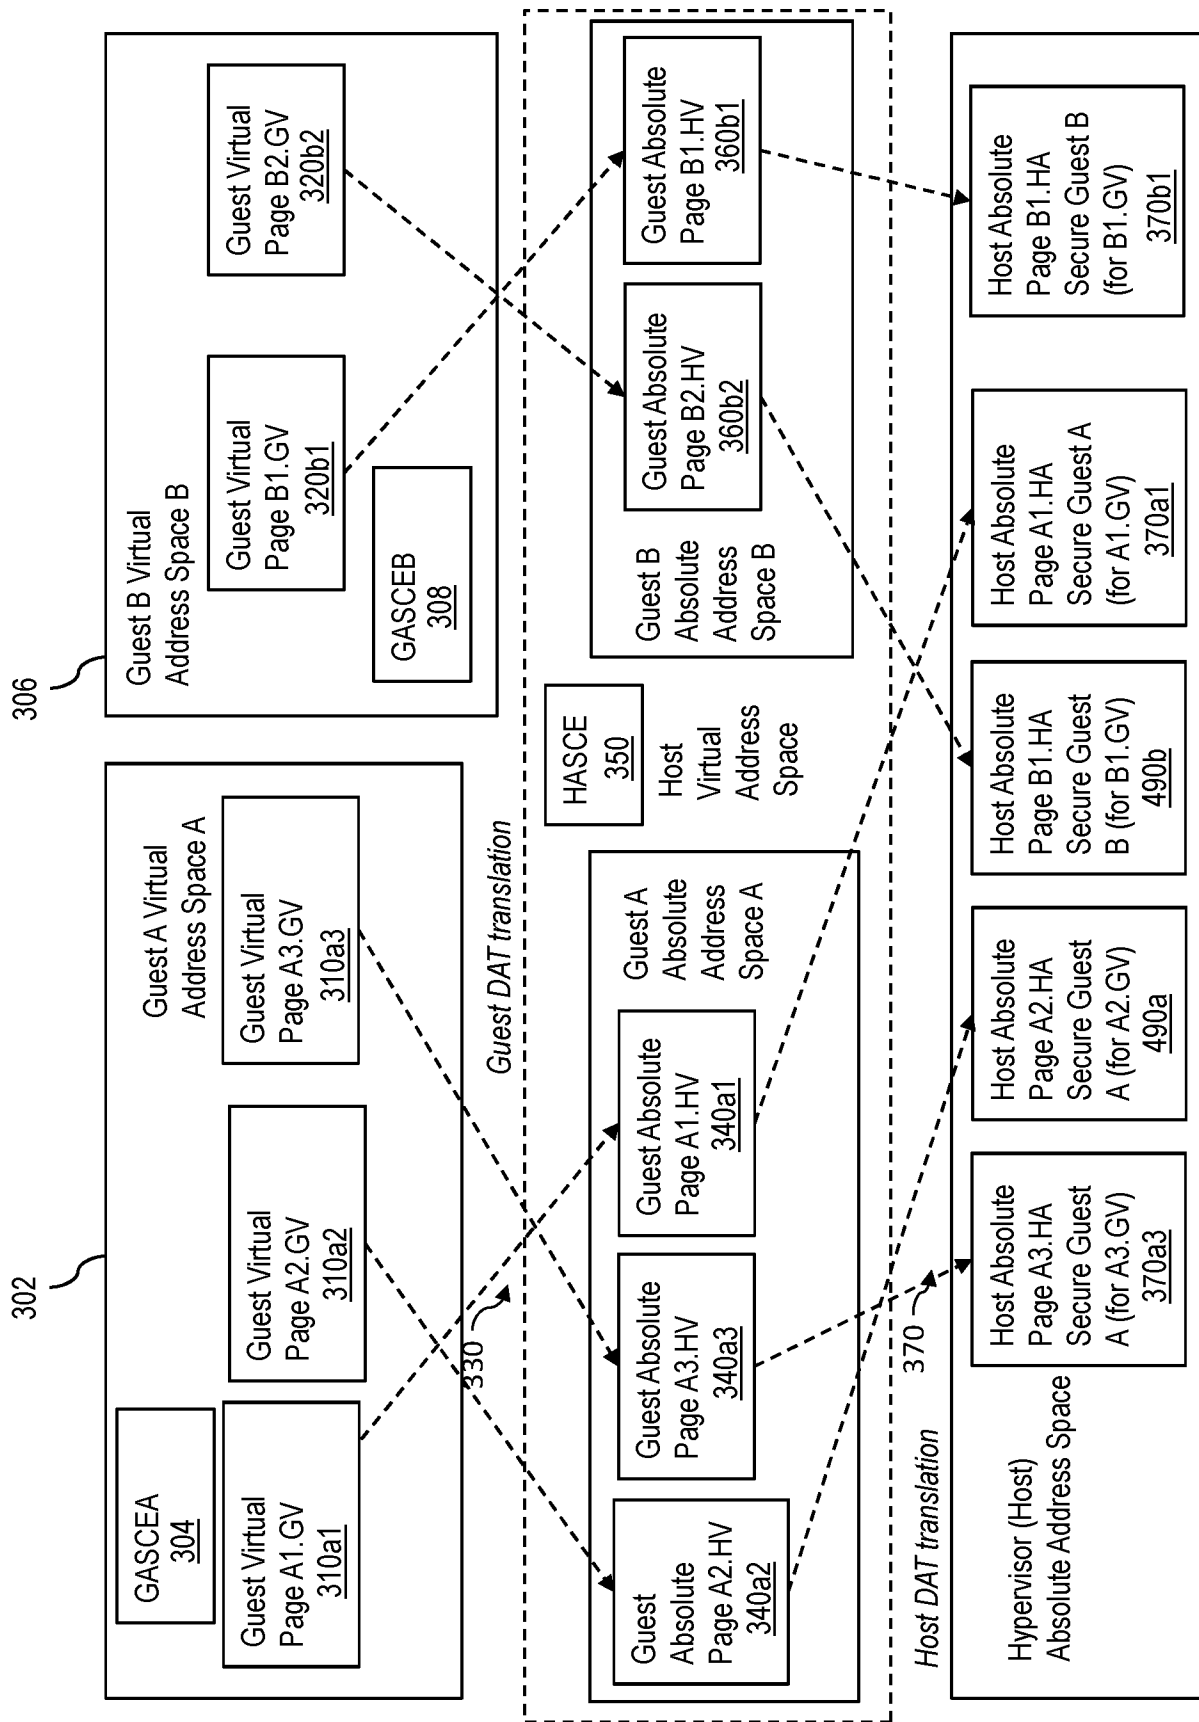 302
GASCEA
304
Guest Virtual
Page A1.GV
310a1
Guest Virtual
Page A2.GV
310a2
Guest A Virtual
Address Space A
Guest Virtual
Page A3.GV
310a3
306
Guest B Virtual
Address Space B
GASCEB
308
Guest Virtual
Page B1.GV
320b1
Guest Virtual
Page B2.GV
320b2
330
Guest DAT translation
Guest
Absolute
Page A2.HV
340a2
Guest Absolute
Page A3.HV
340a3
Guest Absolute
Page A1.HV
340a1
Guest A
Absolute
Address
Space A
HASCE
350
Host
Virtual
Address
Space
Guest B
Absolute
Address
Space B
Guest Absolute
Page B2.HV
360b2
Guest Absolute
Page B1.HV
360b1
Host DAT translation
370
Hypervisor (Host)
Absolute Address Space
Host Absolute
Page A3.HA
Secure Guest
A (for A3.GV)
370a3
Host Absolute
Page A2.HA
Secure Guest
A (for A2.GV)
490a
Host Absolute
Page B1.HA
Secure Guest
B (for B1.GV)
490b
Host Absolute
Page A1.HA
Secure Guest A
(for A1.GV)
370a1
Host Absolute
Page B1.HA
Secure Guest B
(for B1.GV)
370b1